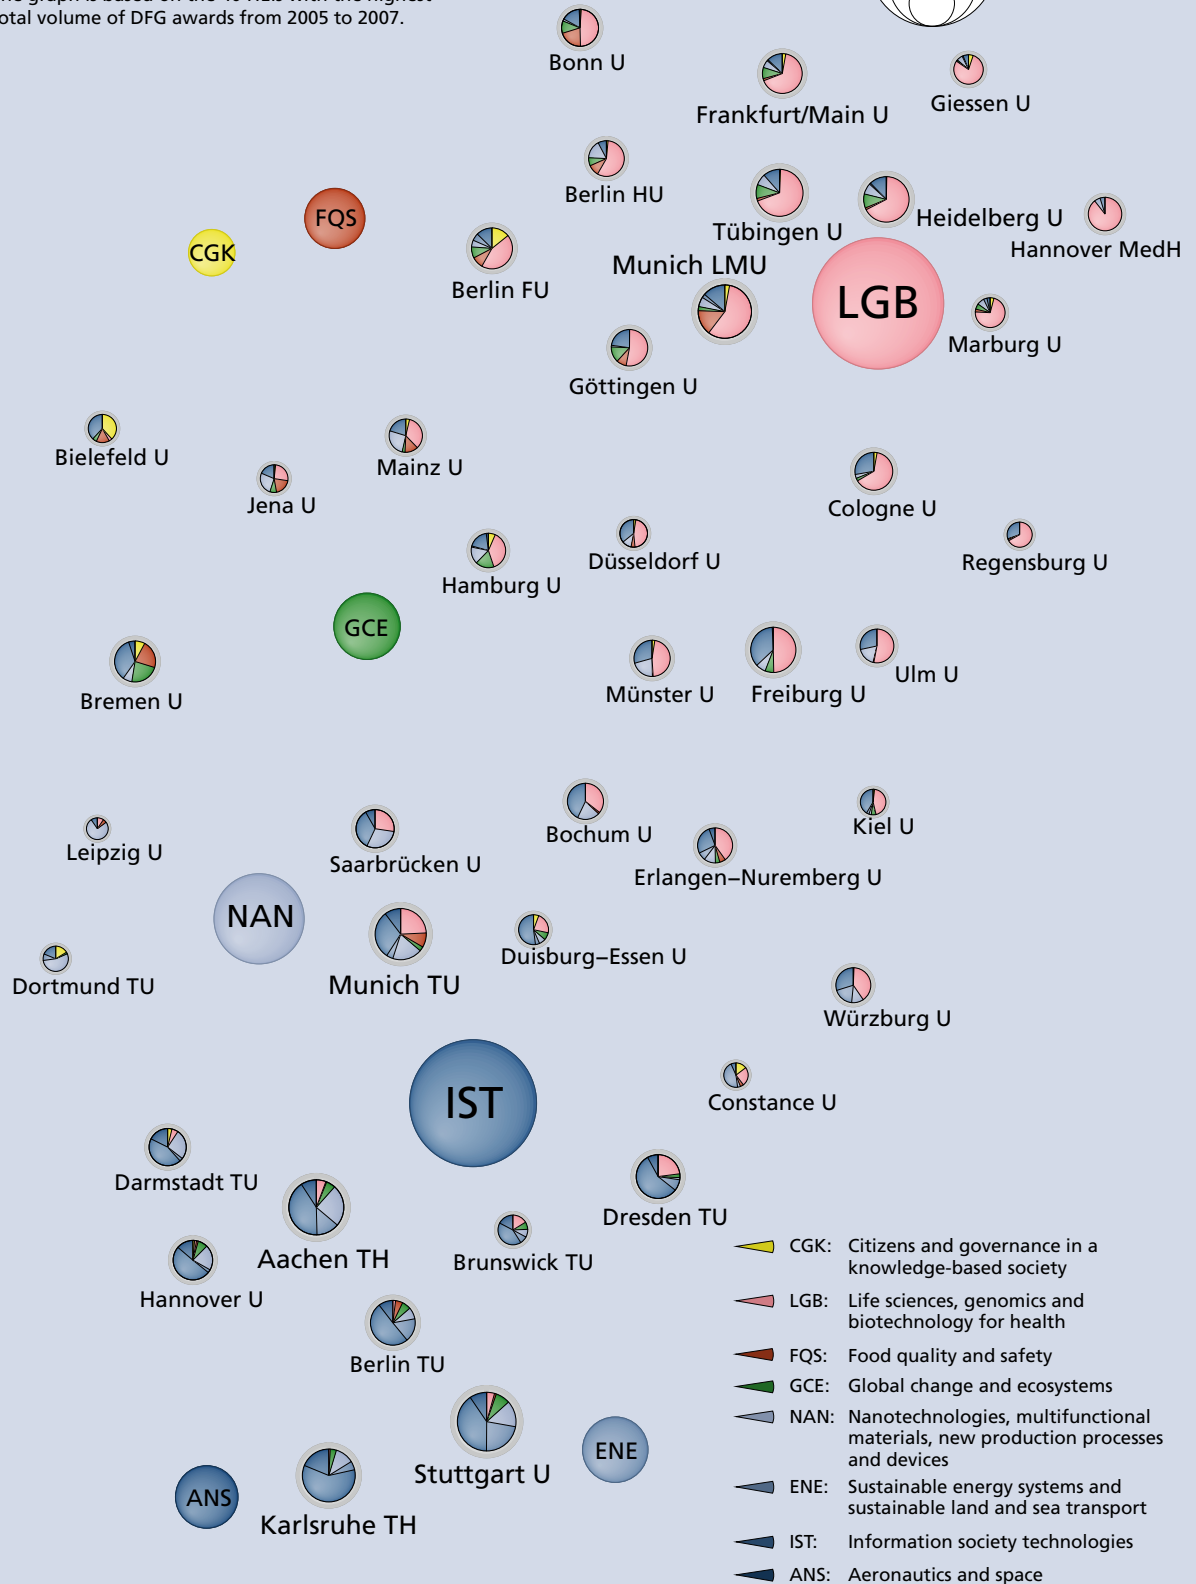 total volume of DFG awards from 2005 to 2007.
Bonn U
Frankfurt/Main U
Giessen U
Berlin HU
FQS
CGK
Tübingen U
Heidelberg U
Hannover MedH
Berlin FU
Munich LMU
LGB
Marburg U
Göttingen U
Bielefeld U
Mainz U
Jena U
Cologne U
Düsseldorf U
Regensburg U
Hamburg U
GCE
Bremen U
Münster U
Freiburg U
Ulm U
Leipzig U
Saarbrücken U
Bochum U
Kiel U
Erlangen–Nuremberg U
NAN
Dortmund TU
Munich TU
Duisburg–Essen U
Würzburg U
IST
Constance U
Darmstadt TU
Aachen TH
Brunswick TU
Dresden TU
Hannover U
Berlin TU
Stuttgart U
ENE
ANS
Karlsruhe TH
CGK: Citizens and governance in a
knowledge-based society
LGB: Life sciences, genomics and
biotechnology for health
FQS: Food quality and safety
GCE: Global change and ecosystems
NAN: Nanotechnologies, multifunctional
materials, new production processes
and devices
ENE: Sustainable energy systems and
sustainable land and sea transport
IST: Information society technologies
ANS: Aeronautics and space